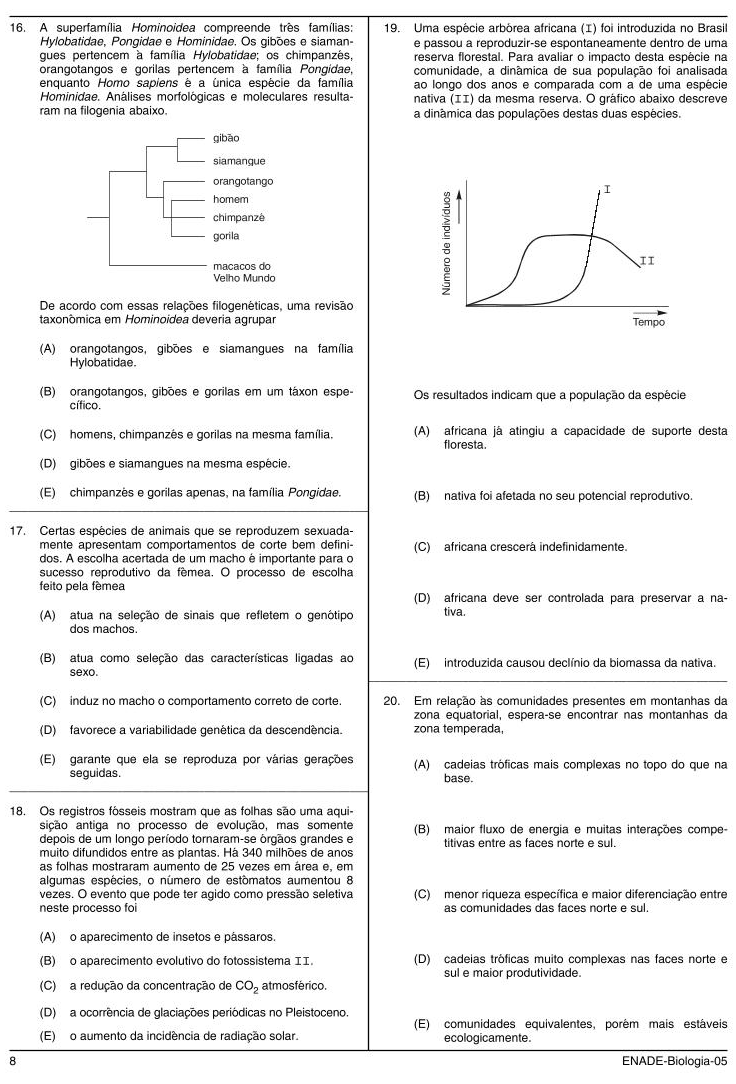 16. A superfamília Hominoidea compreende três famílias:
Hylobatidae, Pongidae e Hominidae. Os gibões e siaman-
gues pertencem à família Hylobatidae; os chimpanzés,
orangotangos e gorilas pertencem à família Pongidae,
enquanto Homo sapiens é a única espécie da família
Hominidae. Análises morfológicas e moleculares resulta-
ram na filogenia abaixo.
gibão
siamangue
orangotango
homem
chimpanzé
gorila
macacos do
Velho Mundo
De acordo com essas relações filogenéticas, uma revisão
taxonômica em Hominoidea deveria agrupar
(A) orangotangos, gibões e siamangues na família
Hylobatidae.
(B) orangotangos, gibões e gorilas em um táxon espe-
cífico.
(C) homens, chimpanzés e gorilas na mesma família.
(D) gibões e siamangues na mesma espécie.
(E) chimpanzés e gorilas apenas, na família Pongidae.
17. Certas espécies de animais que se reproduzem sexuada-
mente apresentam comportamentos de corte bem defini-
dos. A escolha acertada de um macho é importante para o
sucesso reprodutivo da fêmea. O processo de escolha
feito pela fêmea
(A) atua na seleção de sinais que refletem o genótipo
dos machos.
(B) atua como seleção das características ligadas ao
sexo.
(C) induz no macho o comportamento correto de corte.
(D) favorece a variabilidade genética da descendência.
(E) garante que ela se reproduza por várias gerações
seguidas.
18. Os registros fósseis mostram que as folhas são uma aqui-
sição antiga no processo de evolução, mas somente
depois de um longo período tornaram-se órgãos grandes e
muito difundidos entre as plantas. Há 340 milhões de anos
as folhas mostraram aumento de 25 vezes em área e, em
algumas espécies, o número de estômatos aumentou 8
vezes. O evento que pode ter agido como pressão seletiva
neste processo foi
(A) o aparecimento de insetos e pássaros.
(B) o aparecimento evolutivo do fotossistema II.
(C) a redução da concentração de CO2 atmosférico.
(D) a ocorrência de glaciações periódicas no Pleistoceno.
(E) o aumento da incidência de radiação solar.
19. Uma espécie arbórea africana (I) foi introduzida no Brasil
e passou a reproduzir-se espontaneamente dentro de uma
reserva florestal. Para avaliar o impacto desta espécie na
comunidade, a dinâmica de sua população foi analisada
ao longo dos anos e comparada com a de uma espécie
nativa (II) da mesma reserva. O gráfico abaixo descreve
a dinâmica das populações destas duas espécies.
Número de indivíduos
I
II
Tempo
Os resultados indicam que a população da espécie
(A) africana já atingiu a capacidade de suporte desta
floresta.
(B) nativa foi afetada no seu potencial reprodutivo.
(C) africana crescerá indefinidamente.
(D) africana deve ser controlada para preservar a na-
tiva.
(E) introduzida causou declínio da biomassa da nativa.
20. Em relação às comunidades presentes em montanhas da
zona equatorial, espera-se encontrar nas montanhas da
zona temperada,
(A) cadeias tróficas mais complexas no topo do que na
base.
(B) maior fluxo de energia e muitas interações compe-
titivas entre as faces norte e sul.
(C) menor riqueza específica e maior diferenciação entre
as comunidades das faces norte e sul.
(D) cadeias tróficas muito complexas nas faces norte e
sul e maior produtividade.
(E) comunidades equivalentes, porém mais estáveis
ecologicamente.
8
ENADE-Biologia-05